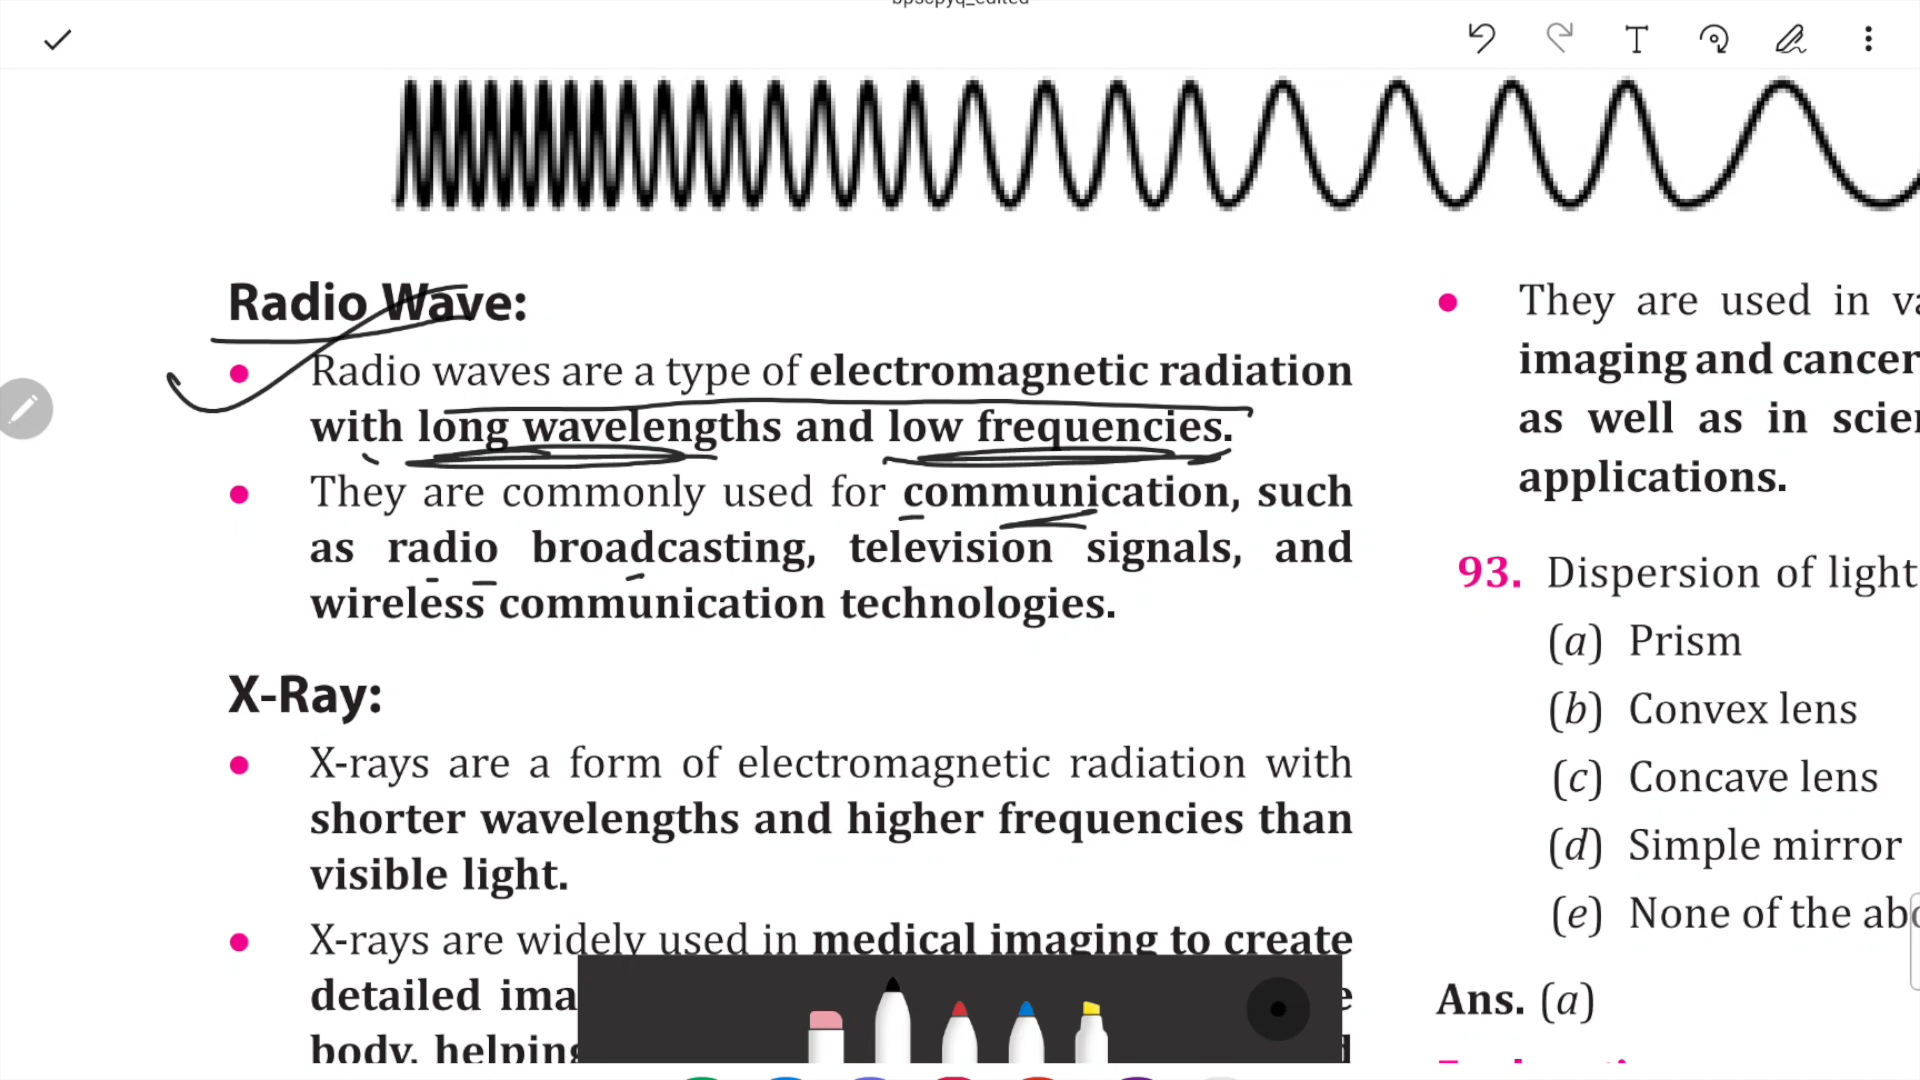 bpscpyq_edited
Radio Wave:
Radio waves are a type of electromagnetic radiation
with long wavelengths and low frequencies.
They are commonly used for communication, such
as radio broadcasting, television signals, and
wireless communication technologies.
X-Ray:
X-rays are a form of electromagnetic radiation with
shorter wavelengths and higher frequencies than
visible light.
X-rays are widely used in medical imaging to create
detailed
body, helping
They are used in
imaging and cancer
as well as in
applications.
93. Dispersion of light
(a) Prism
(b) Convex lens
(c) Concave lens
(d) Simple mirror
(e) None of the
Ans. (a)